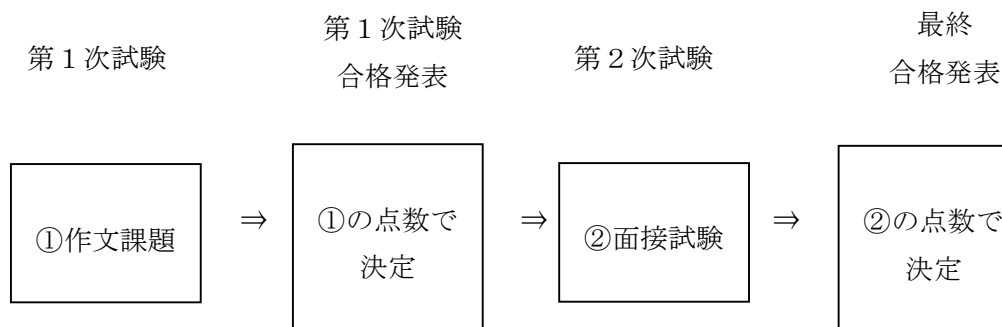 第１次試験
第１次試験
合格発表
第２次試験
最終
合格発表
①作文課題
⇒
①の点数で
決定
⇒
②面接試験
⇒
②の点数で
決定